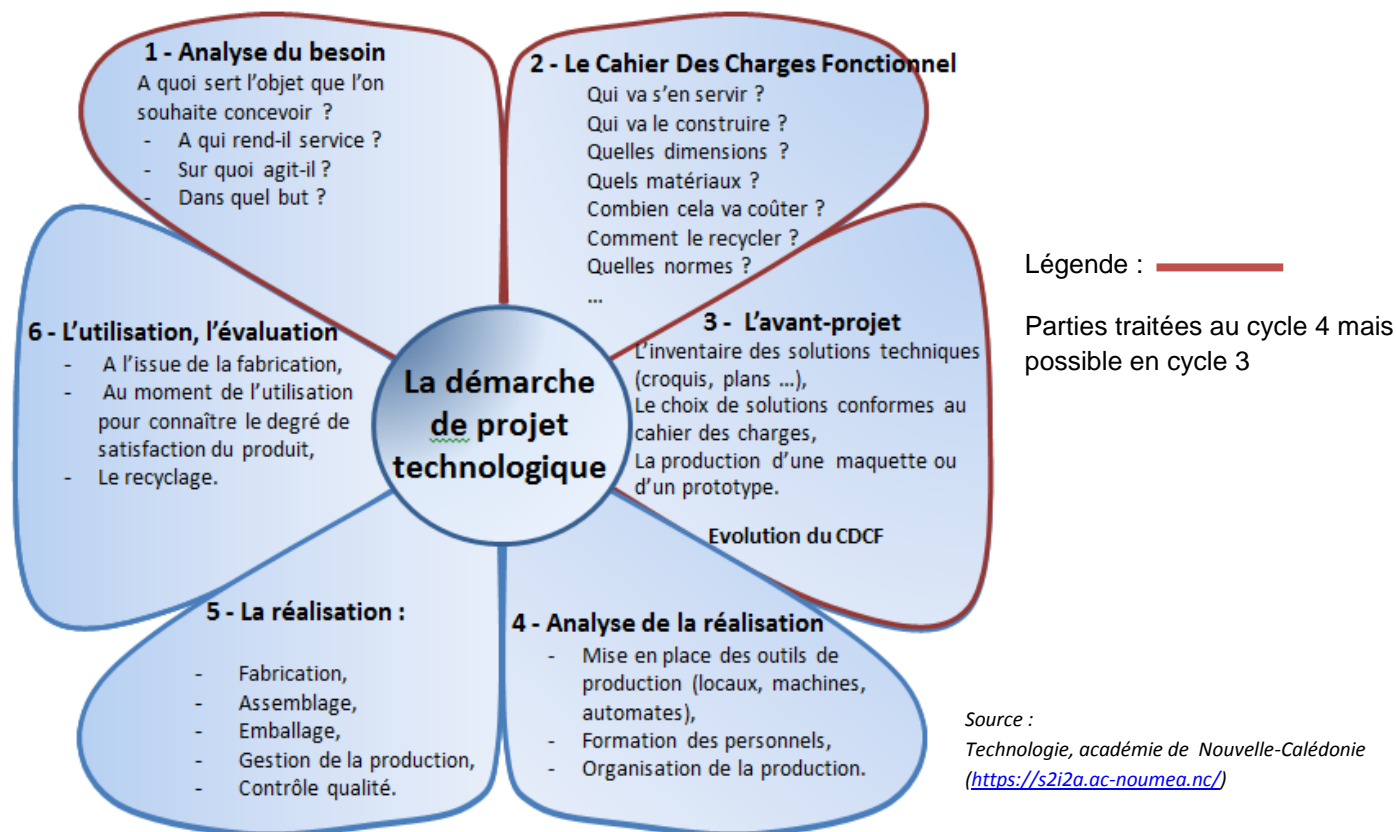 1 - Analyse du besoin
A quoi sert l'objet que l'on
souhaite concevoir ?
- A qui rend-il service ?
- Sur quoi agit-il ?
- Dans quel but ?
2 - Le Cahier Des Charges Fonctionnel
Qui va s'en servir ?
Qui va le construire ?
Quelles dimensions ?
Quels matériaux ?
Combien cela va coûter ?
Comment le recycler ?
Quelles normes ?
...
3 - L'avant-projet
L'inventaire des solutions techniques
(croquis, plans ...),
Le choix de solutions conformes au
cahier des charges,
La production d'une maquette ou
d'un prototype.
Evolution du CDCF
4 - Analyse de la réalisation
- Mise en place des outils de
production (locaux, machines,
automates),
- Formation des personnels,
- Organisation de la production.
5 - La réalisation :
- Fabrication,
- Assemblage,
- Emballage,
- Gestion de la production,
- Contrôle qualité.
6 - L'utilisation, l'évaluation
- A l'issue de la fabrication,
- Au moment de l'utilisation
pour connaître le degré de
satisfaction du produit,
- Le recyclage.
La démarche
de projet
technologique
Légende :
Parties traitées au cycle 4 mais
possible en cycle 3
Source :
Technologie, académie de Nouvelle-Calédonie
(https://s2i2a.ac-noumea.nc/)